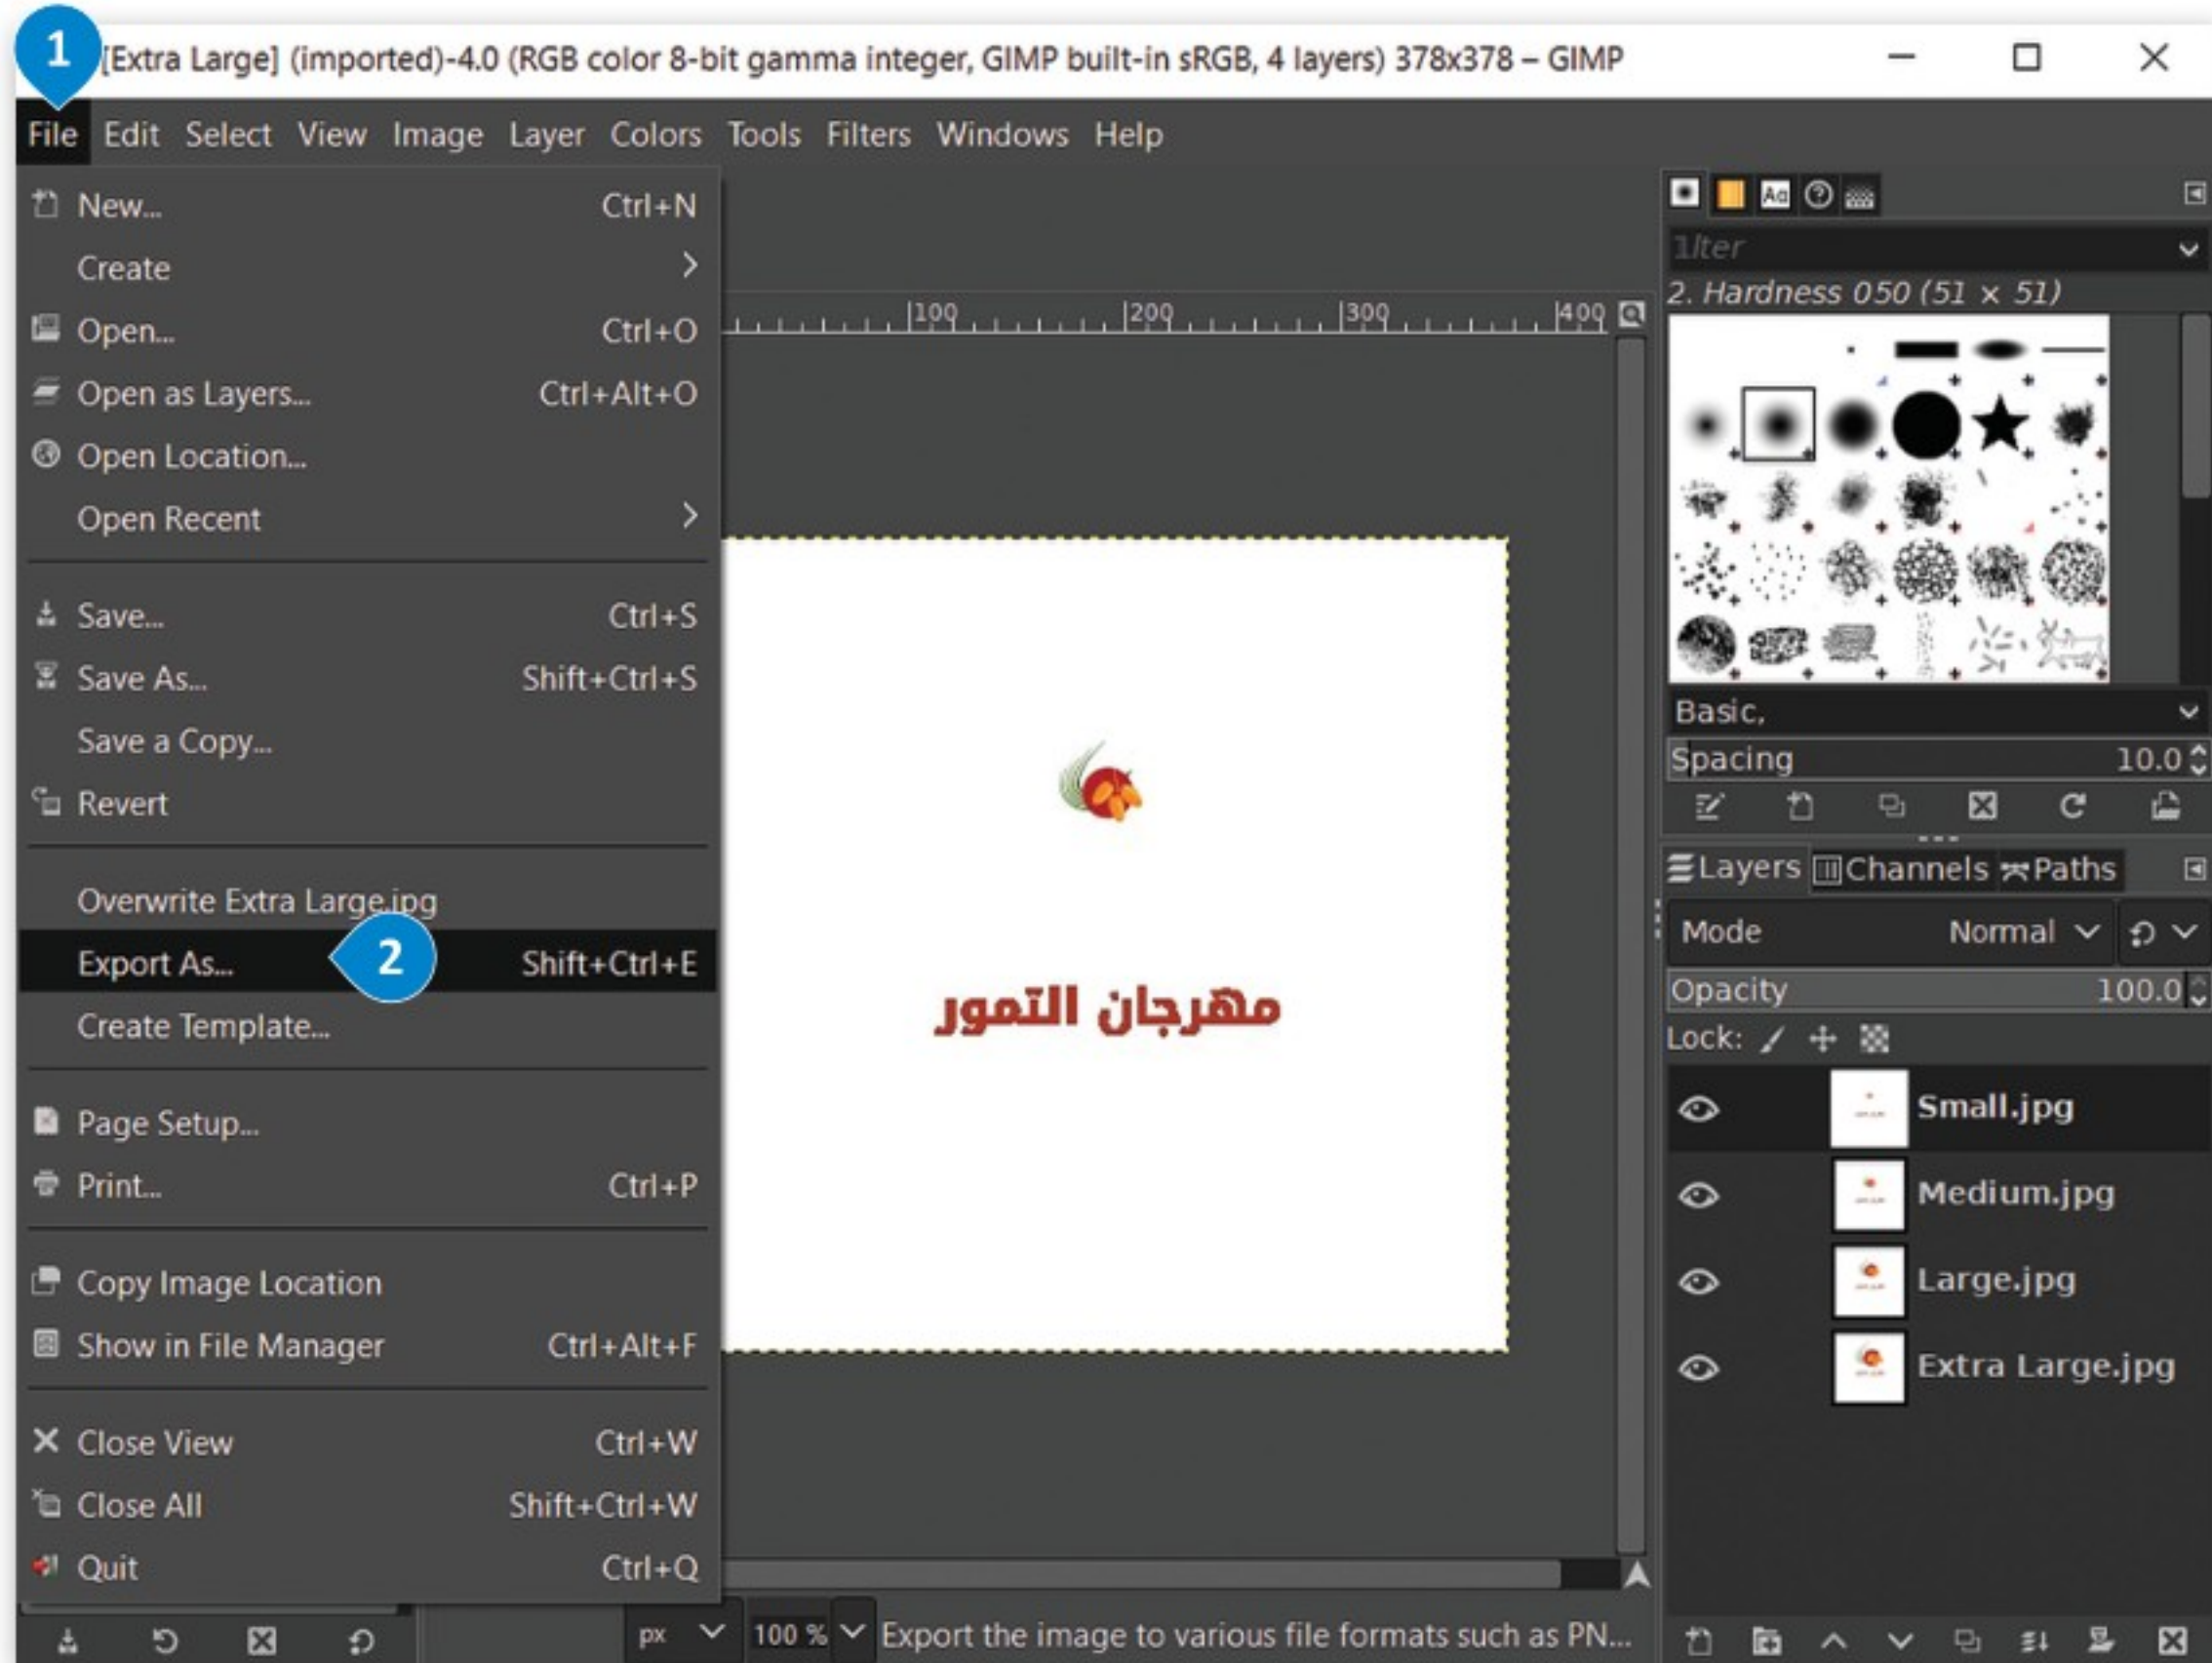 1
[Extra Large] (imported)-4.0 (RGB color 8-bit gamma integer, GIMP built-in sRGB, 4 layers) 378x378 – GIMP
File Edit Select View Image Layer Colors Tools Filters Windows Help
New... Ctrl+N
Create
Open... Ctrl+O
Open as Layers... Ctrl+Alt+O
Open Location...
Open Recent
Save... Ctrl+S
Save As... Shift+Ctrl+S
Save a Copy...
Revert
Overwrite Extra Large.jpg
Export As... 2 Shift+Ctrl+E
Create Template...
Page Setup...
Print... Ctrl+P
Copy Image Location
Show in File Manager Ctrl+Alt+F
Close View Ctrl+W
Close All Shift+Ctrl+W
Quit Ctrl+Q
100 200 300 400
مهرجان التمور
px 100 % Export the image to various file formats such as PN...
Aa
2. Hardness 050 (51 × 51)
Basic,
Spacing 10.0
Layers Channels Paths
Mode Normal
Opacity 100.0
Lock:
Small.jpg
Medium.jpg
Large.jpg
Extra Large.jpg